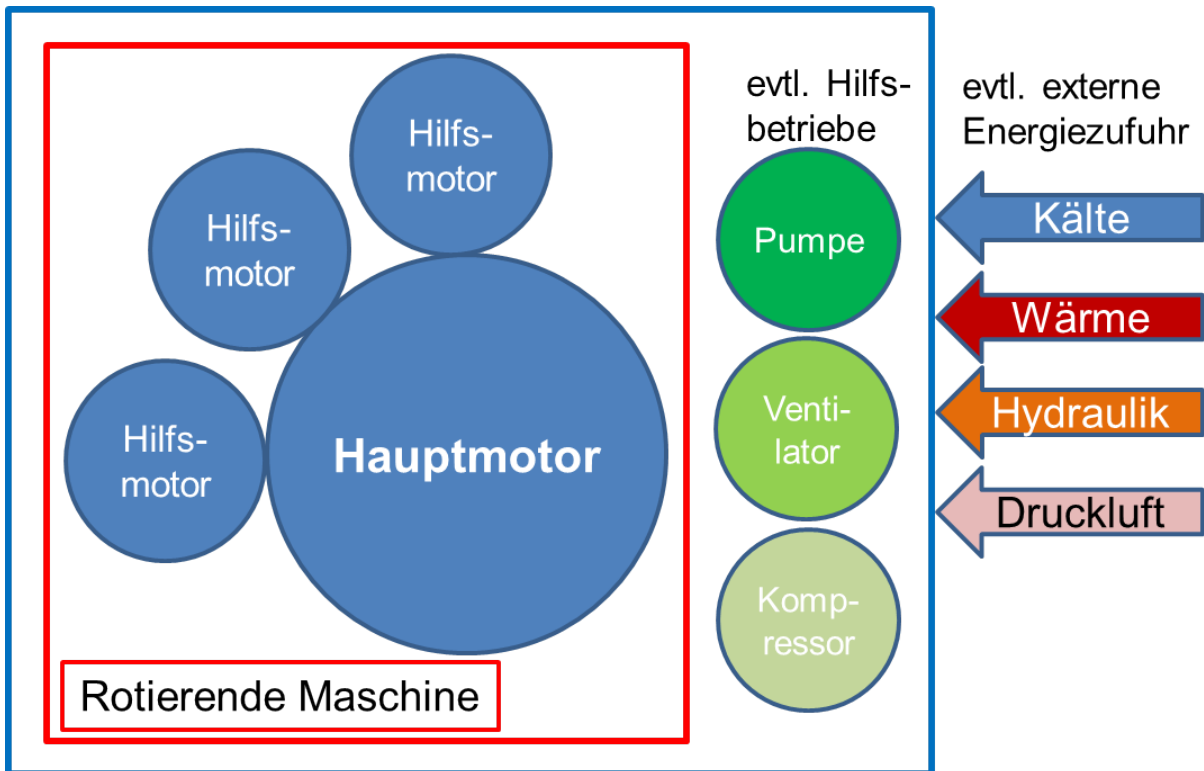 Hilfs-
motor
Hilfs-
motor
Hilfs-
motor
Hauptmotor
Rotierende Maschine
evtl. Hilfs-
betriebe
Pumpe
Venti-
lator
Komp-
ressor
evtl. externe
Energiezufuhr
Kälte
Wärme
Hydraulik
Druckluft